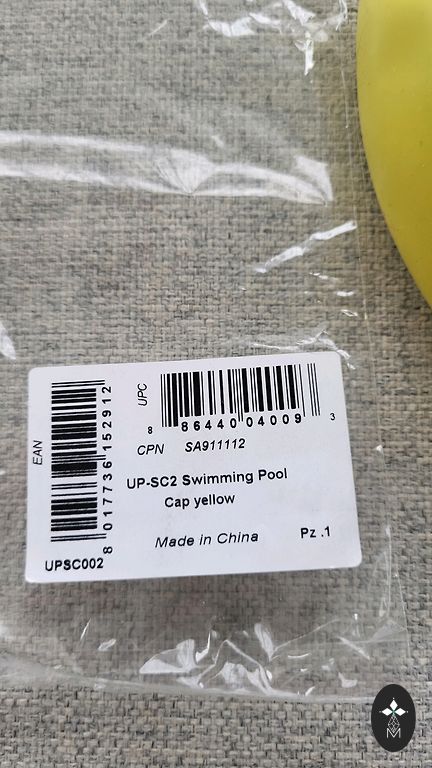 EAN
8 017736 152912
UPSC002
UPC
8 86440 04009 3
CPN SA911112
UP-SC2 Swimming Pool
Cap yellow
Made in China
Pz .1
M